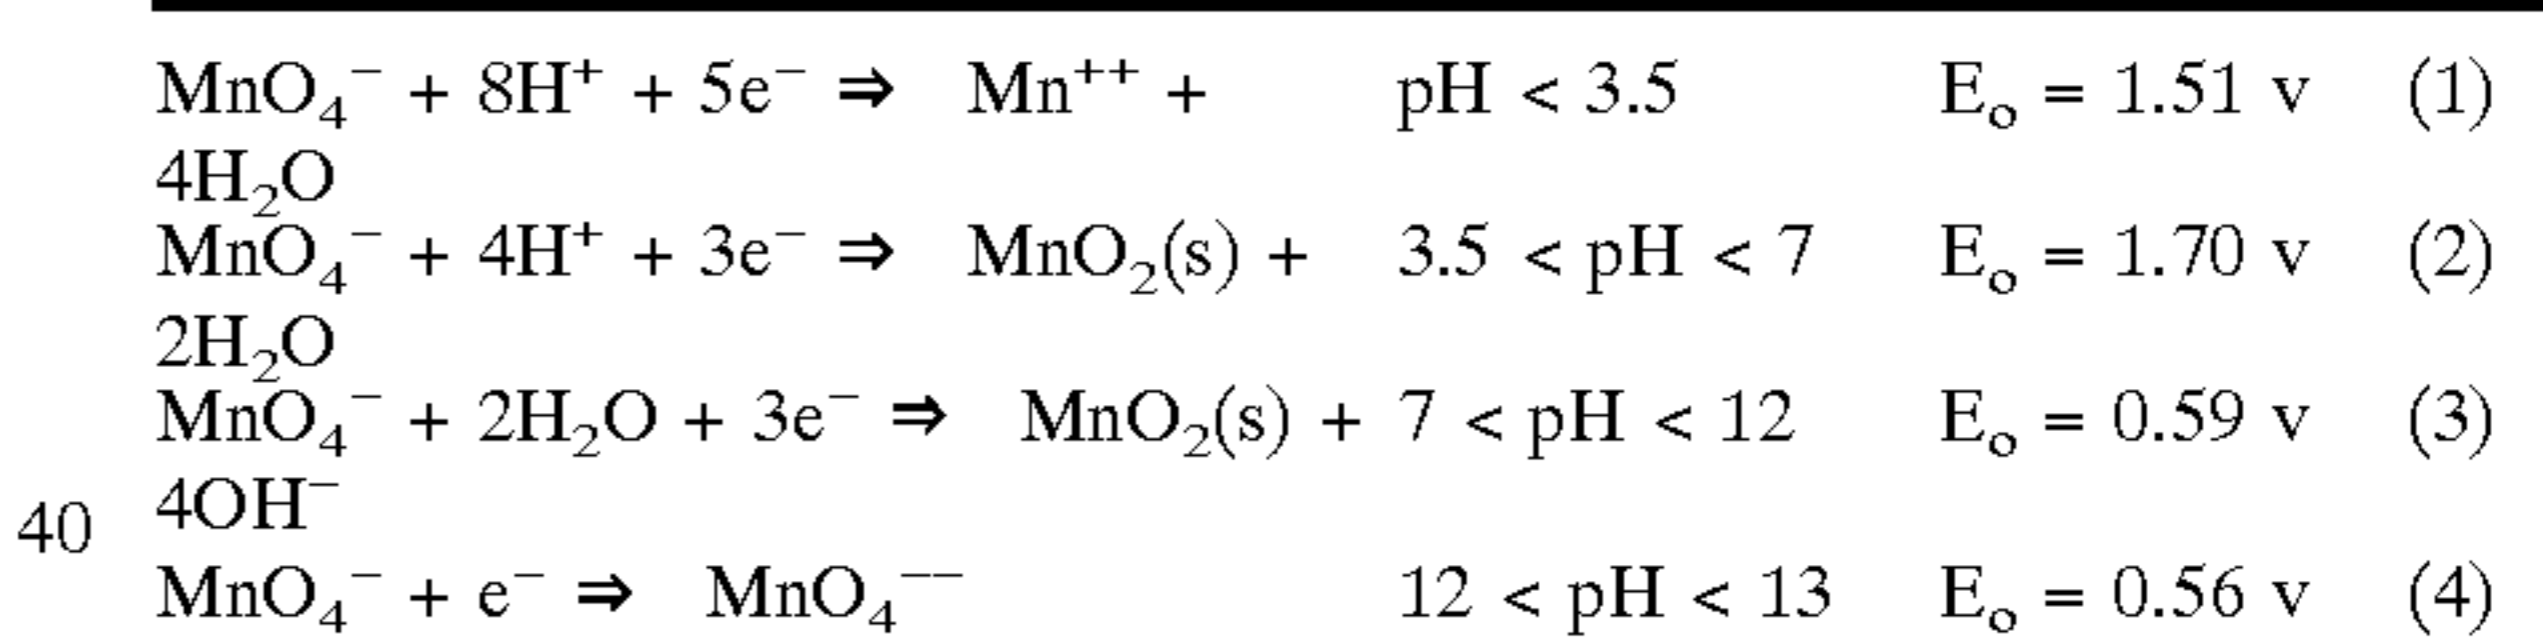 MnO₄⁻ + 8H⁺ + 5e⁻ ⇒ Mn⁺⁺ + pH < 3.5 Eₒ = 1.51 v (1)
4H₂O
MnO₄⁻ + 4H⁺ + 3e⁻ ⇒ MnO₂(s) + 3.5 < pH < 7 Eₒ = 1.70 v (2)
2H₂O
MnO₄⁻ + 2H₂O + 3e⁻ ⇒ MnO₂(s) + 7 < pH < 12 Eₒ = 0.59 v (3)
40 4OH⁻
MnO₄⁻ + e⁻ ⇒ MnO₄⁻⁻ 12 < pH < 13 Eₒ = 0.56 v (4)